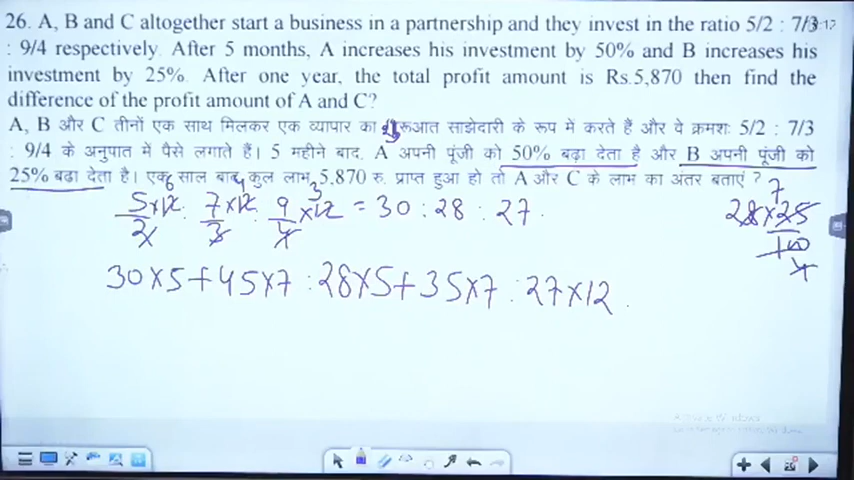 26. A, B and C altogether start a business in a partnership and they invest in the ratio 5/2 : 7/3
: 9/4 respectively. After 5 months, A increases his investment by 50% and B increases his
investment by 25%. After one year, the total profit amount is Rs.5,870 then find the
difference of the profit amount of A and C?
A, B और C तीनों एक साथ मिलकर एक व्यापार का शुरूआत साझेदारी के रूप में करते हैं और वे क्रमशः 5/2 : 7/3
: 9/4 के अनुपात में पैसे लगाते हैं। 5 महीने बाद, A अपनी पूंजी को 50% बढ़ा देता है और B अपनी पूंजी को
25% बढ़ा देता है। एक साल बाद कुल लाभ 5,870 रु. प्राप्त हुआ हो तो A और C के लाभ का अंतर बताएं ?
6 4 3 7
5/2 ×12 : 7/3 ×12 : 9/4 ×12 = 30 : 28 : 27 28×25/100
4
30×5+45×7 : 28×5+35×7 : 27×12